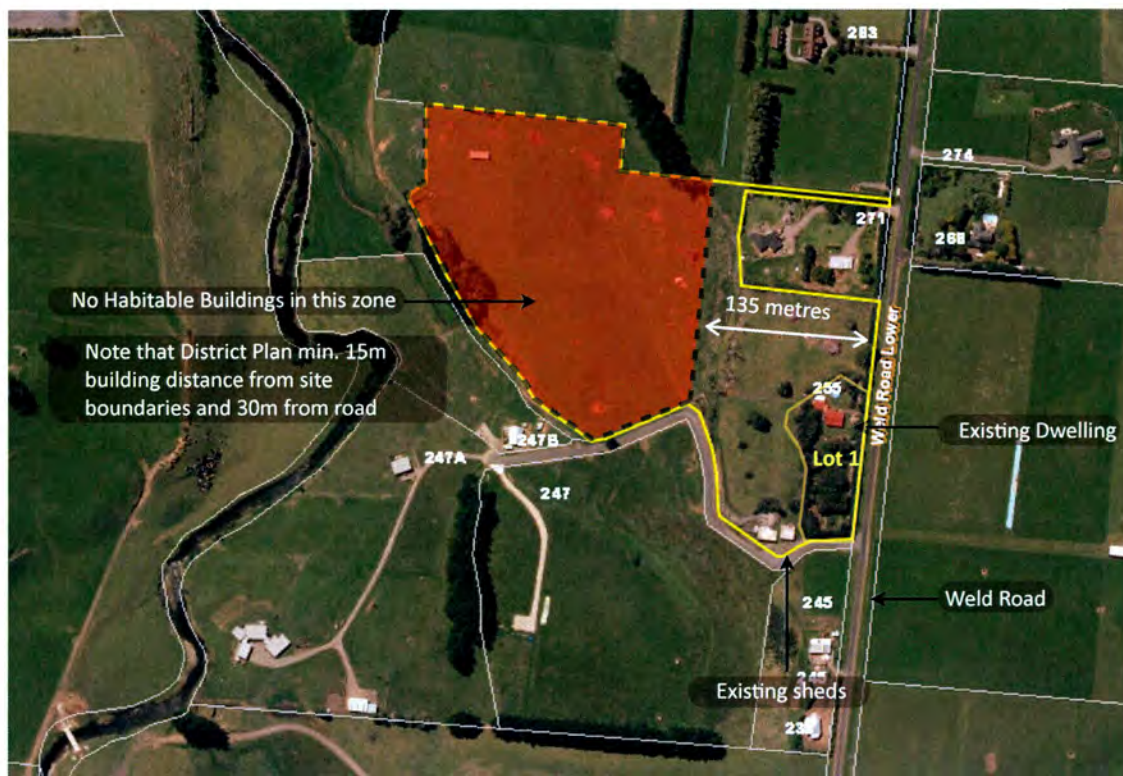 283
274
271
268
No Habitable Buildings in this zone
135 metres
Note that District Plan min. 15m
building distance from site
boundaries and 30m from road
Weld Road Lower
255
Existing Dwelling
247B
Lot 1
247A
247
245
Weld Road
Existing sheds